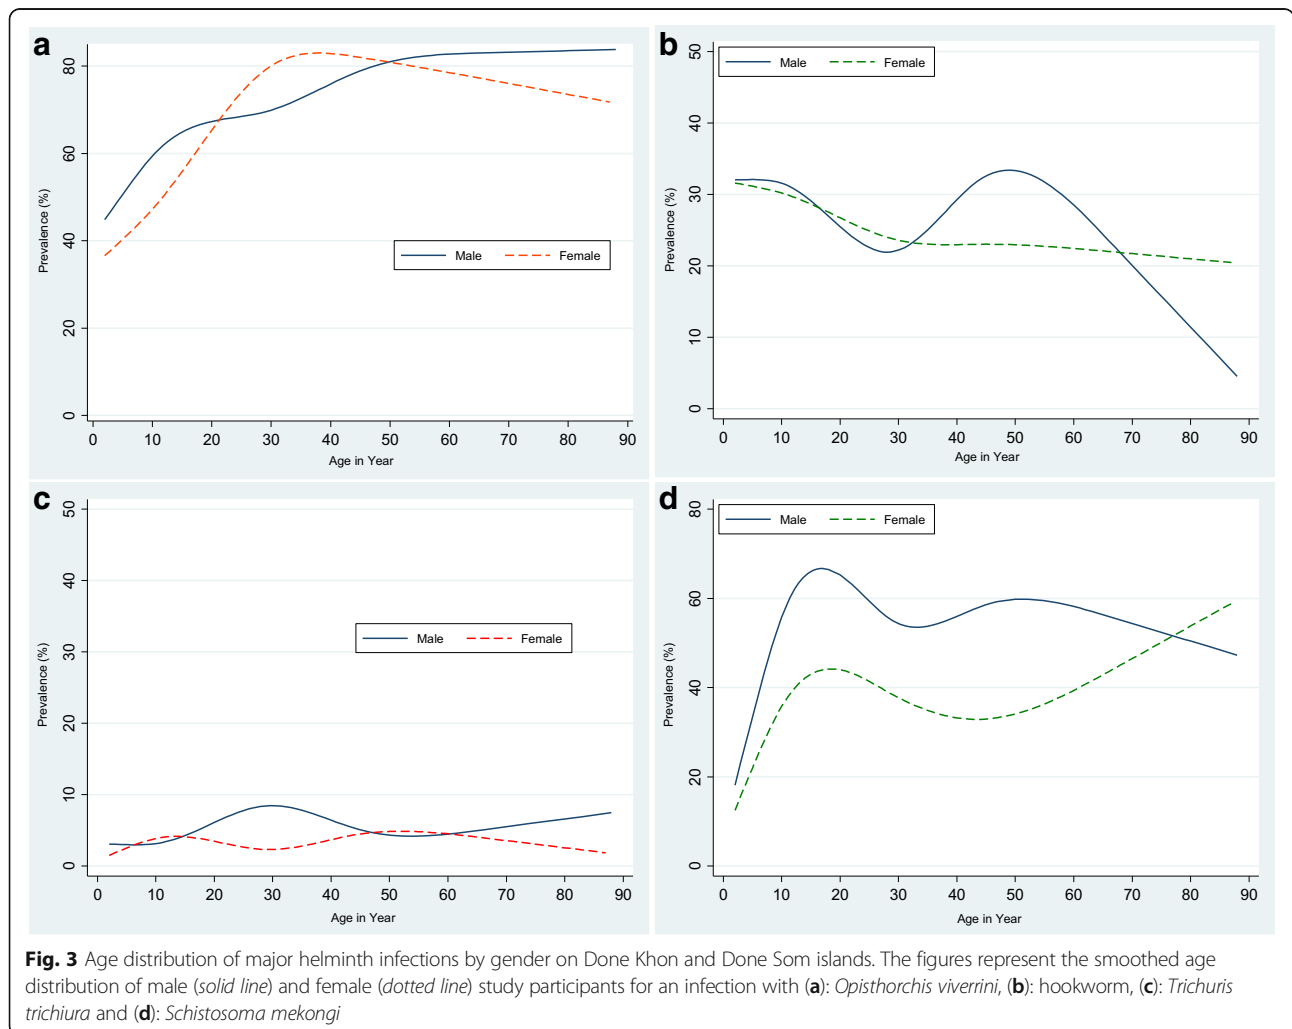 a
Prevalence (%)
0 20 40 60 80
Male Female
0 10 20 30 40 50 60 70 80 90
Age in Year
b
Male Female
Prevalence (%)
0 10 20 30 40 50
0 10 20 30 40 50 60 70 80 90
Age in Year
c
Prevalence (%)
0 10 20 30 40 50
Male Female
0 10 20 30 40 50 60 70 80 90
Age in Year
d
Male Female
Prevalence (%)
0 20 40 60 80
0 10 20 30 40 50 60 70 80 90
Age in Year
Fig. 3 Age distribution of major helminth infections by gender on Done Khon and Done Som islands. The figures represent the smoothed age
distribution of male (solid line) and female (dotted line) study participants for an infection with (a): Opisthorchis viverrini, (b): hookworm, (c): Trichuris
trichiura and (d): Schistosoma mekongi